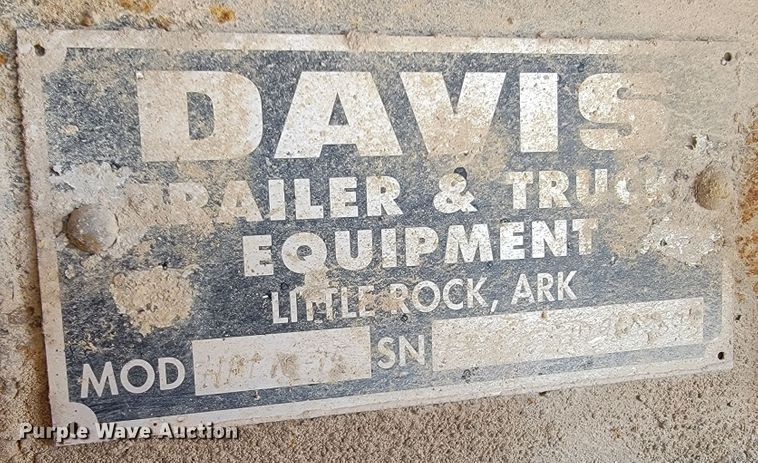 DAVIS
TRAILER & TRUCK
EQUIPMENT
LITTLE ROCK, ARK
MOD SN
Purple Wave Auction